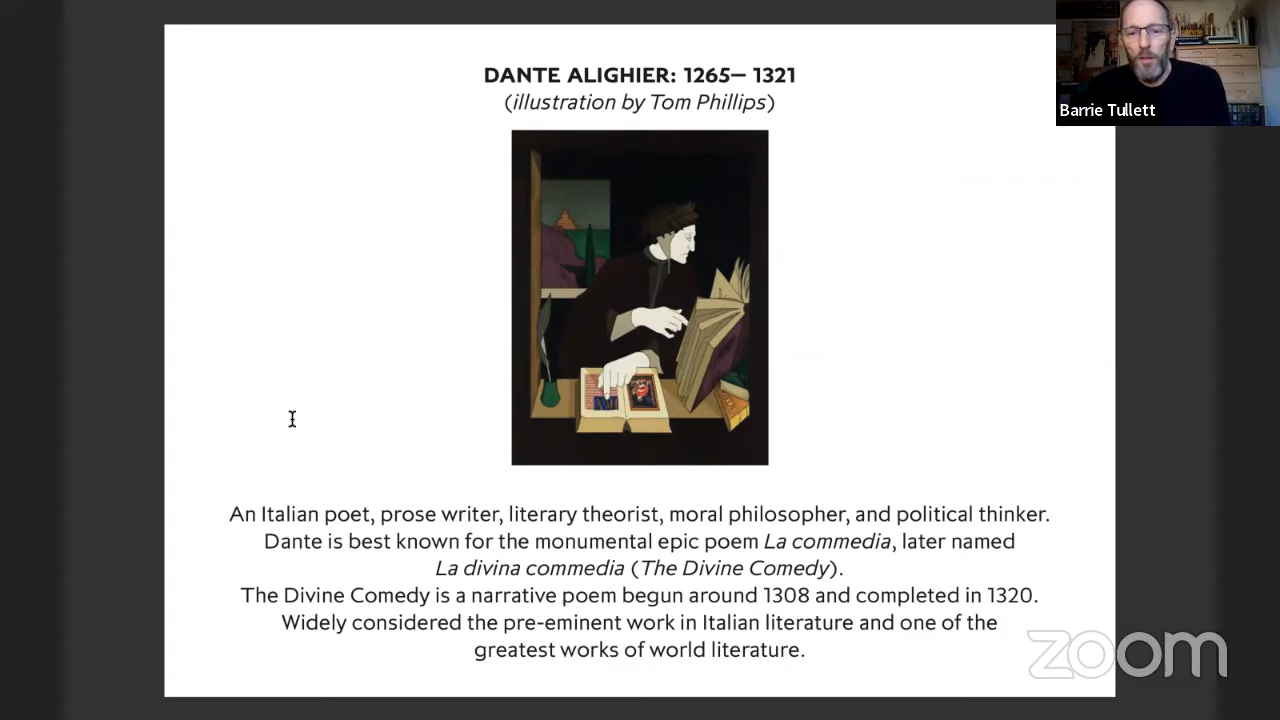 DANTE ALIGHIER: 1265– 1321
(illustration by Tom Phillips)
Barrie Tullett
An Italian poet, prose writer, literary theorist, moral philosopher, and political thinker.
Dante is best known for the monumental epic poem La commedia, later named
La divina commedia (The Divine Comedy).
The Divine Comedy is a narrative poem begun around 1308 and completed in 1320.
Widely considered the pre-eminent work in Italian literature and one of the
greatest works of world literature.
zoom